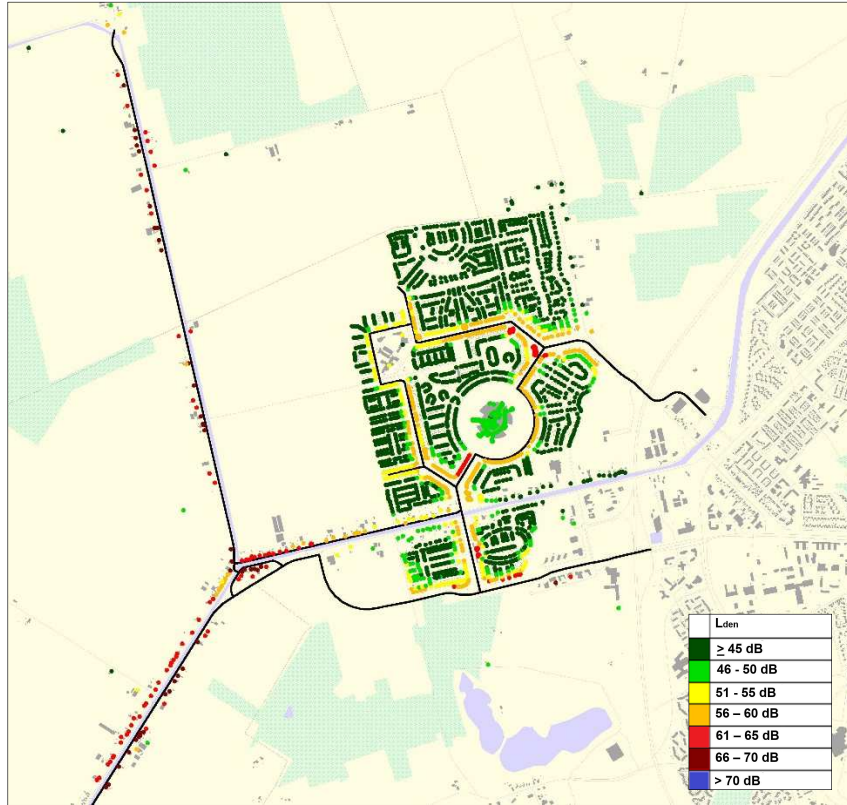 Lden
≥ 45 dB
46 - 50 dB
51 - 55 dB
56 – 60 dB
61 – 65 dB
66 – 70 dB
> 70 dB